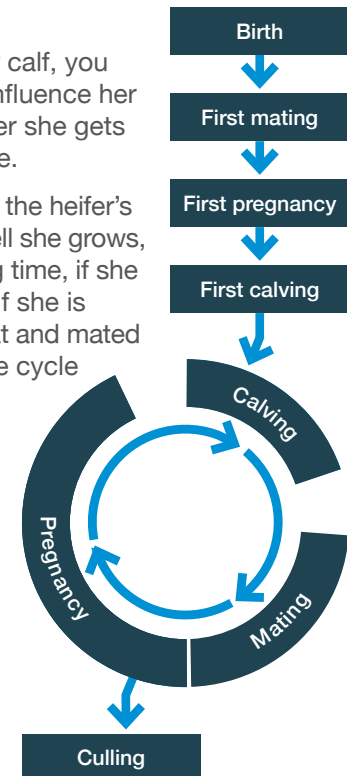 calf, you
nfluence her
er she gets
e.
the heifer's
ell she grows,
g time, if she
f she is
t and mated
e cycle
Birth
First mating
First pregnancy
First calving
Calving
Mating
Pregnancy
Culling